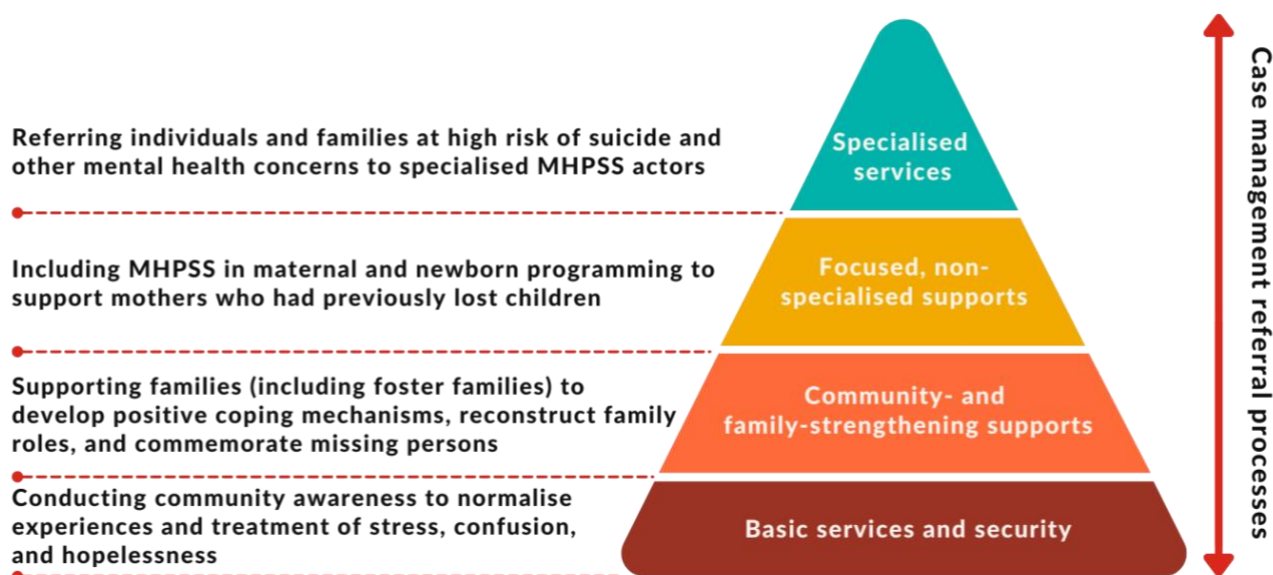 Referring individuals and families at high risk of suicide and
other mental health concerns to specialised MHPSS actors
Specialised
services
Including MHPSS in maternal and newborn programming to
support mothers who had previously lost children
Focused, non-
specialised supports
Supporting families (including foster families) to
develop positive coping mechanisms, reconstruct family
roles, and commemorate missing persons
Community- and
family-strengthening supports
Conducting community awareness to normalise
experiences and treatment of stress, confusion,
and hopelessness
Basic services and security
Case management referral processes